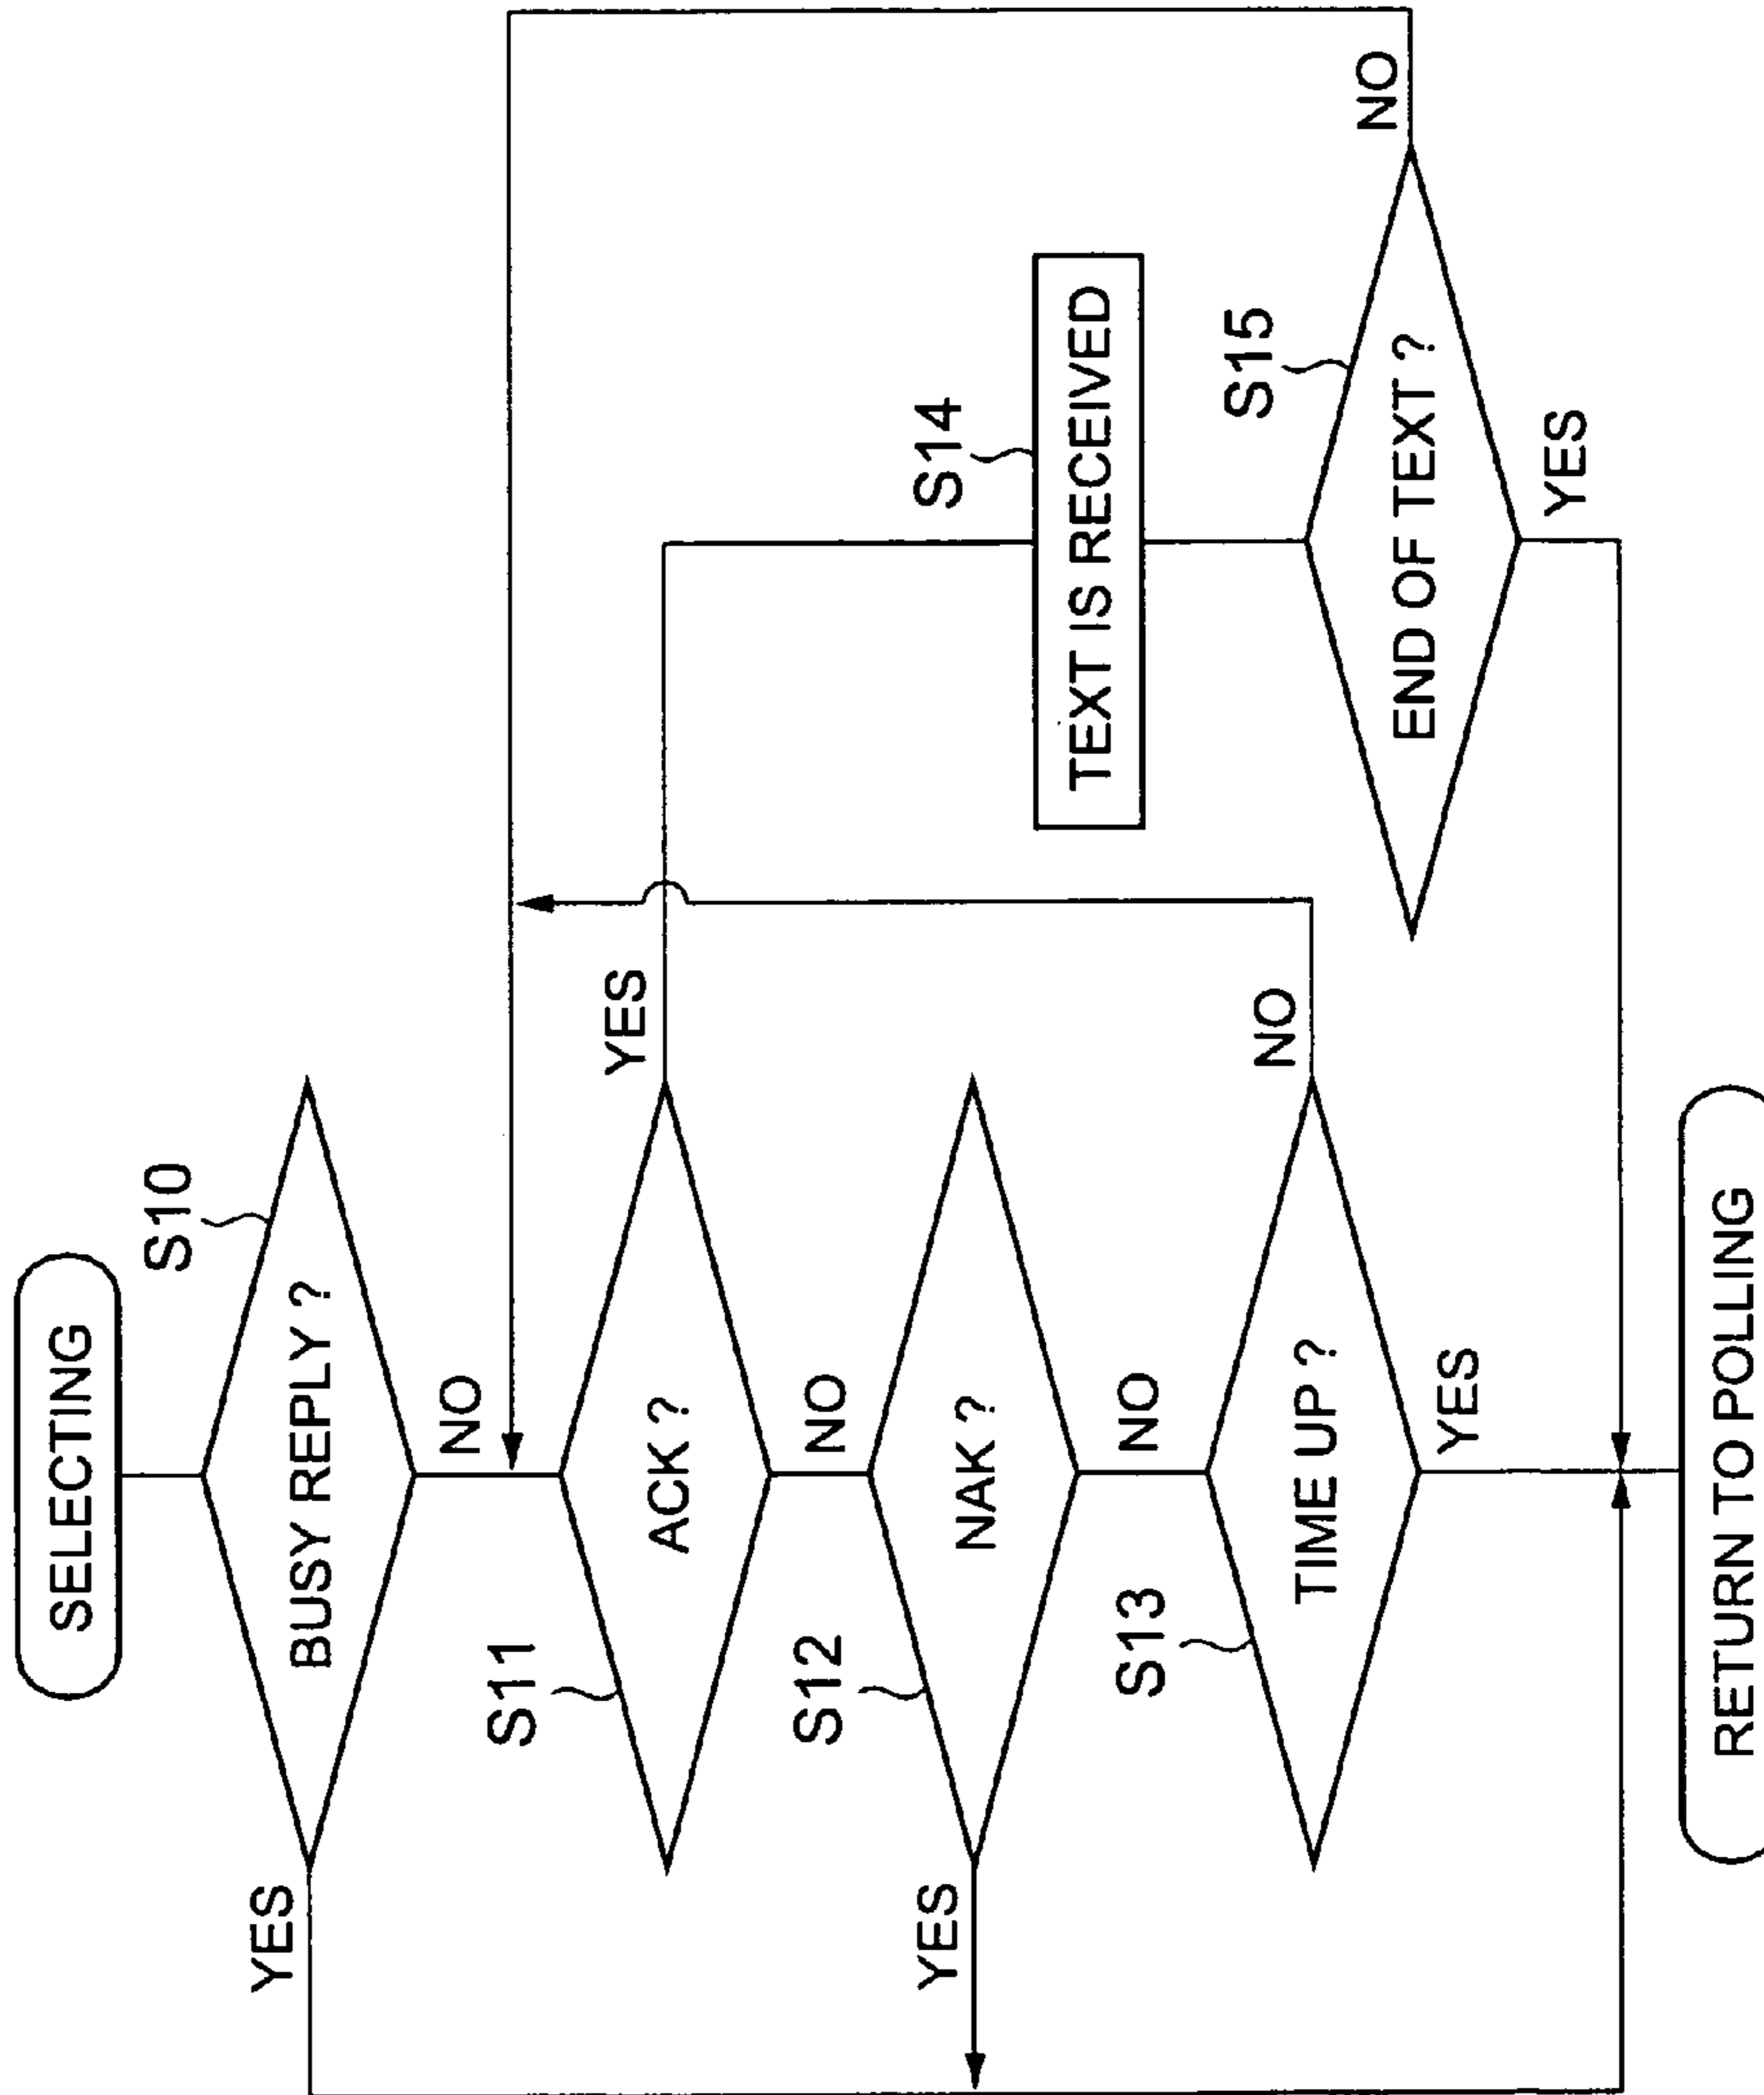 SELECTING
S10
BUSY REPLY ?
YES
NO
S11
ACK ?
YES
NO
S12
NAK ?
YES
NO
S13
TIME UP ?
NO
YES
S14
TEXT IS RECEIVED
S15
END OF TEXT ?
NO
YES
RETURN TO POLLING